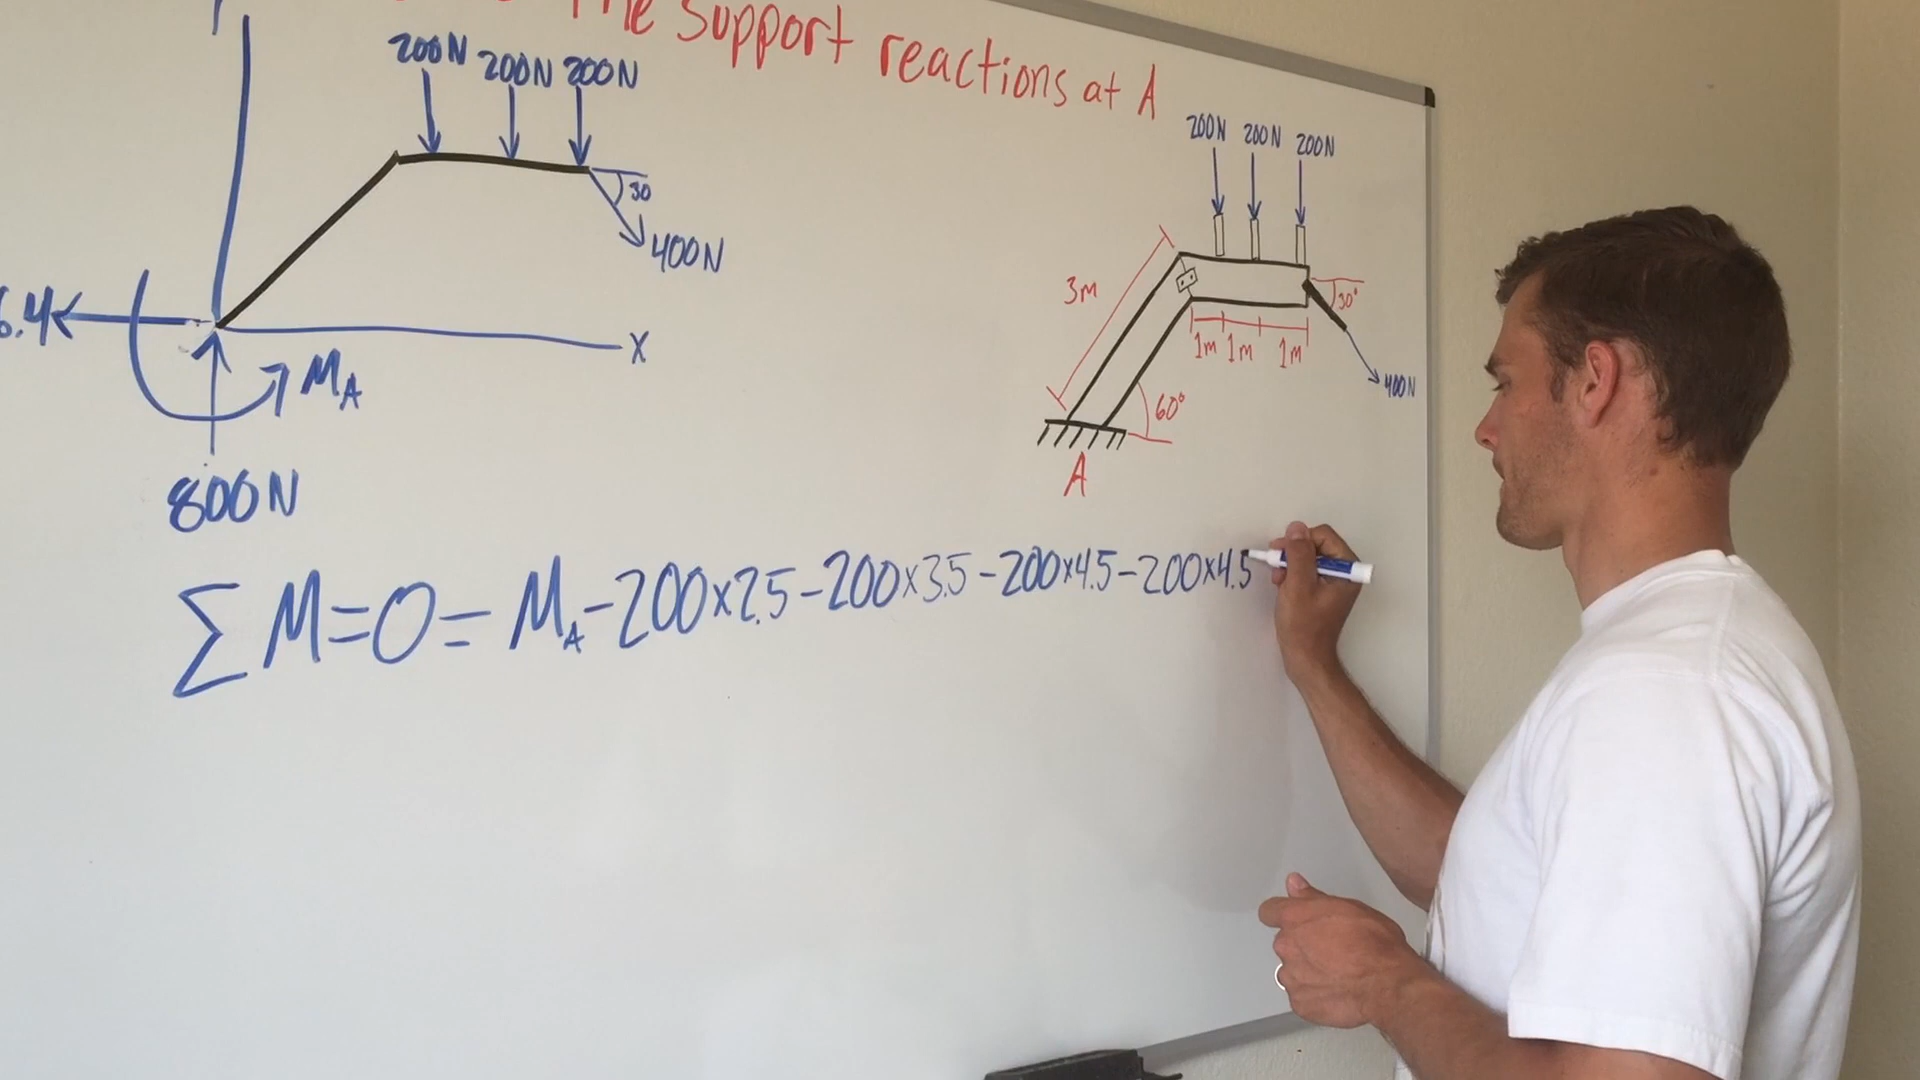 The support reactions at A
200N 200N 200N
30
400N
6.4
X
MA
800N
200N 200N 200N
3m
30°
1m 1m 1m
400N
60°
A
∑M=0= MA-200x2.5-200x3.5-200x4.5-200x4.5